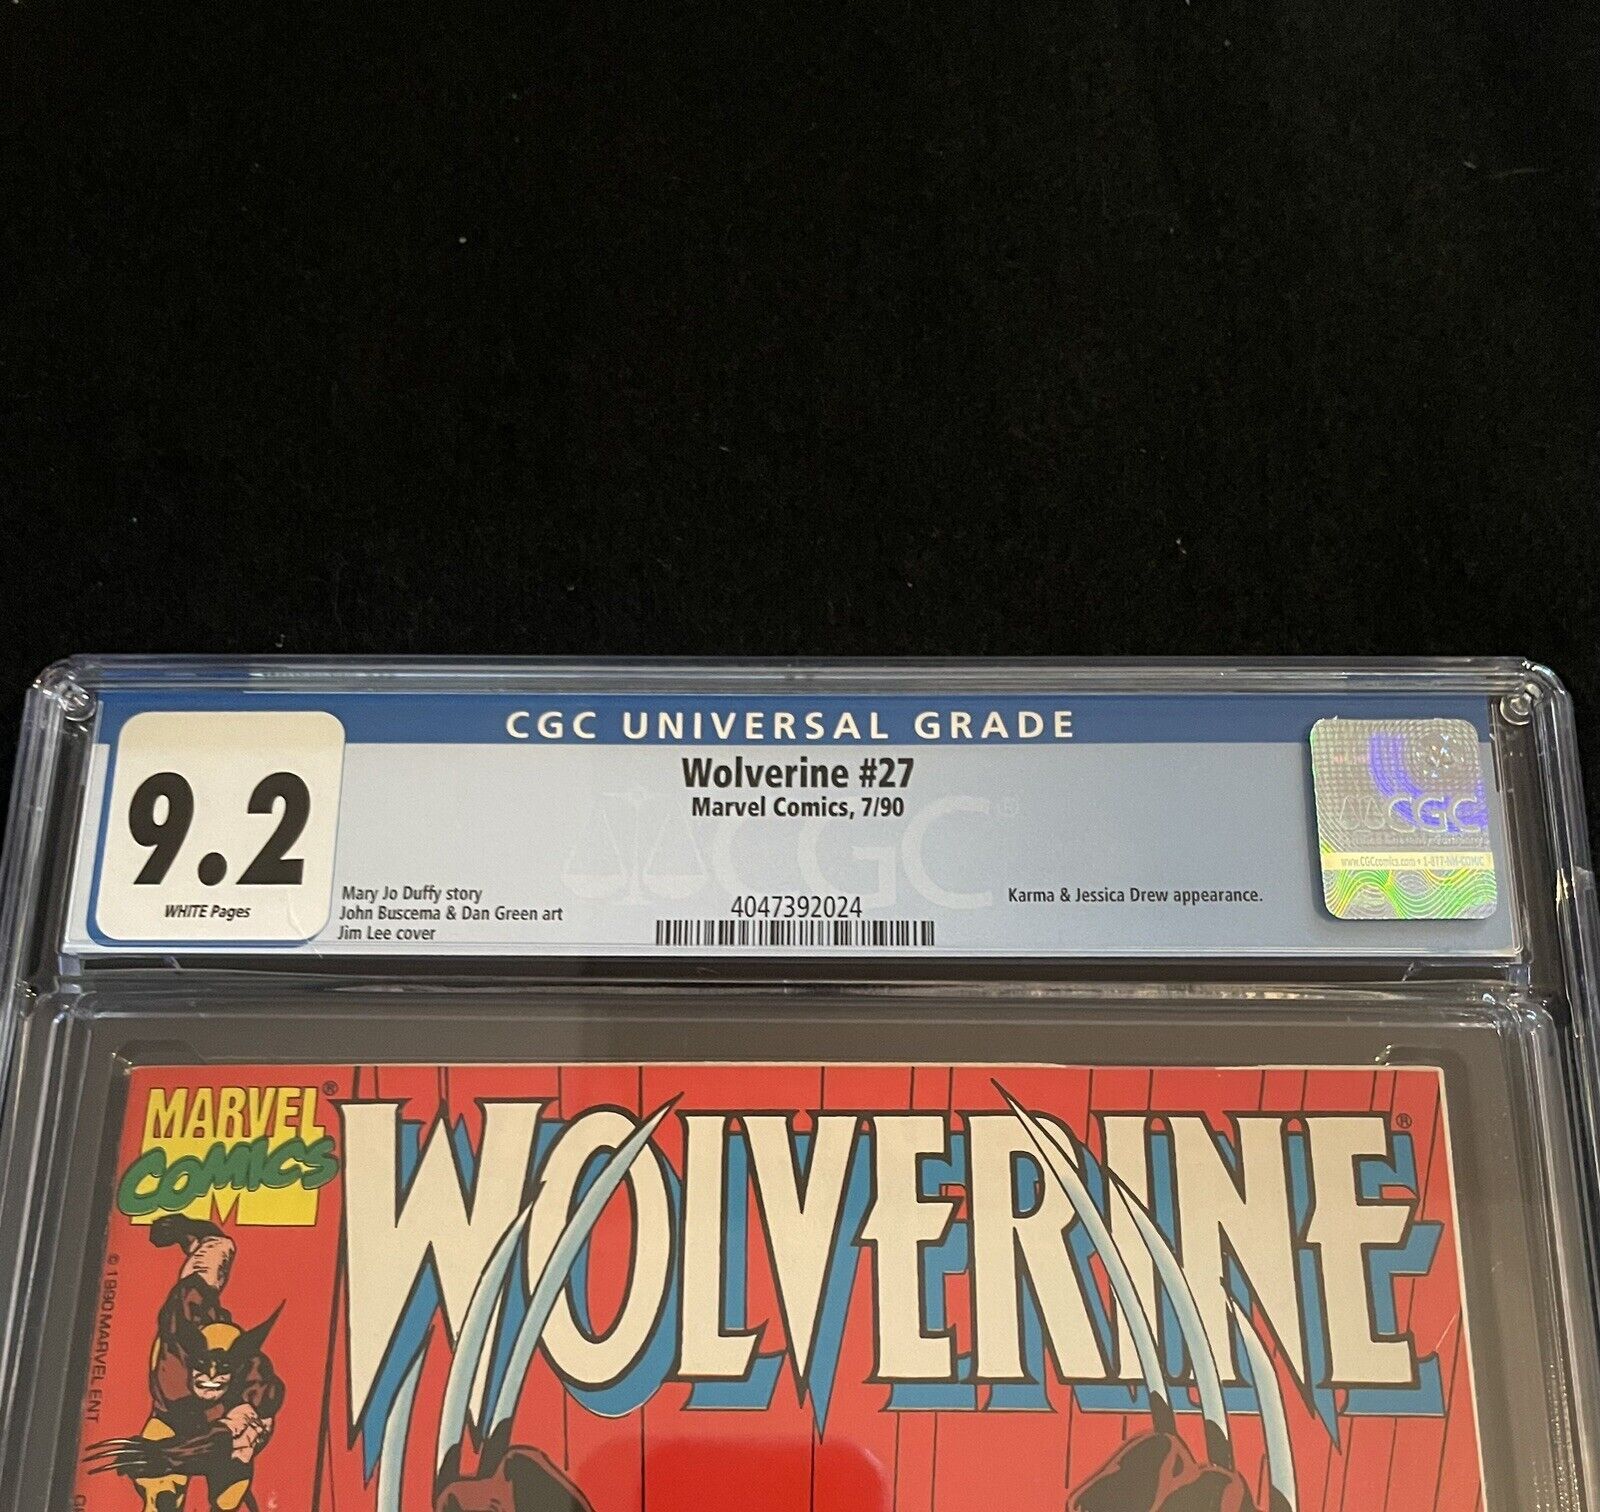 CGC UNIVERSAL GRADE
9.2
WHITE Pages
Wolverine #27
Marvel Comics, 7/90
Mary Jo Duffy story
John Buscema & Dan Green art
Jim Lee cover
CGC®
4047392024
Karma & Jessica Drew appearance.
CGC
www.CGCcomics.com • 1-877-NM-COMIC
MARVEL®
COMICS
M
WOLVERINE®
© 1990 MARVEL ENT